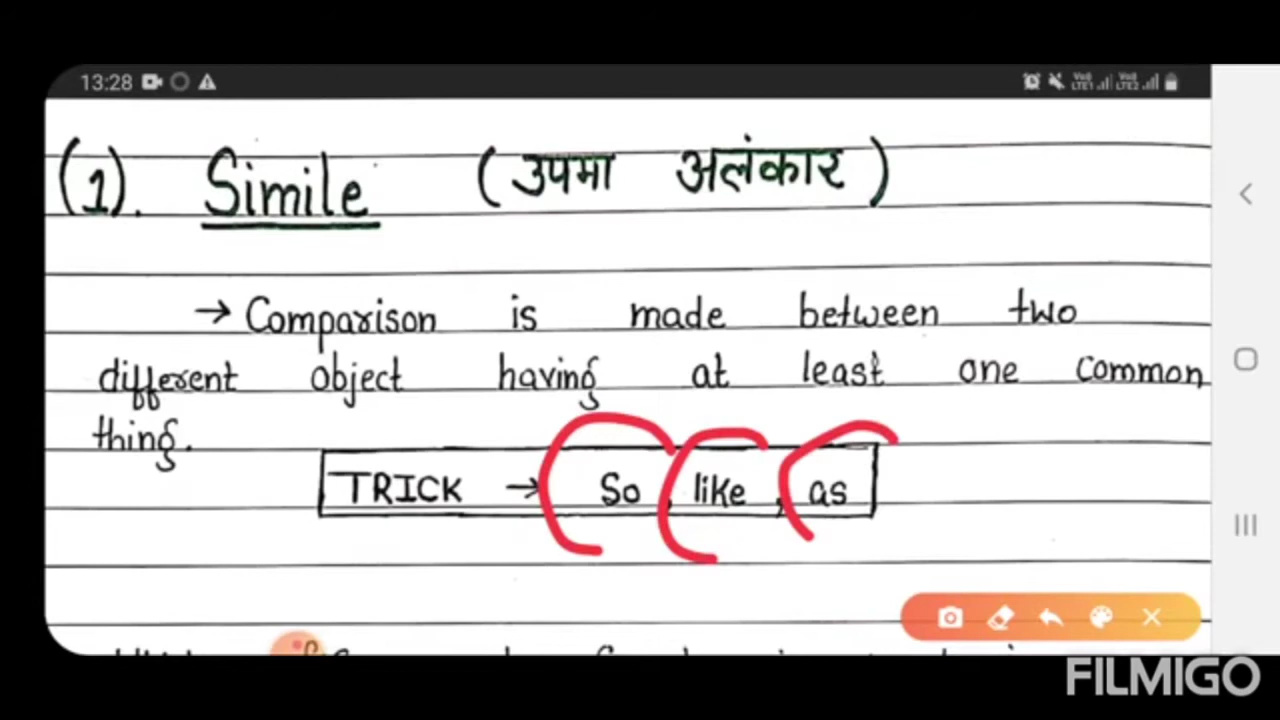 13:28
(1). Simile (उपमा अलंकार)
→ Comparison is made between two
different object having at least one common
thing.
TRICK → So, like, as
FILMIGO